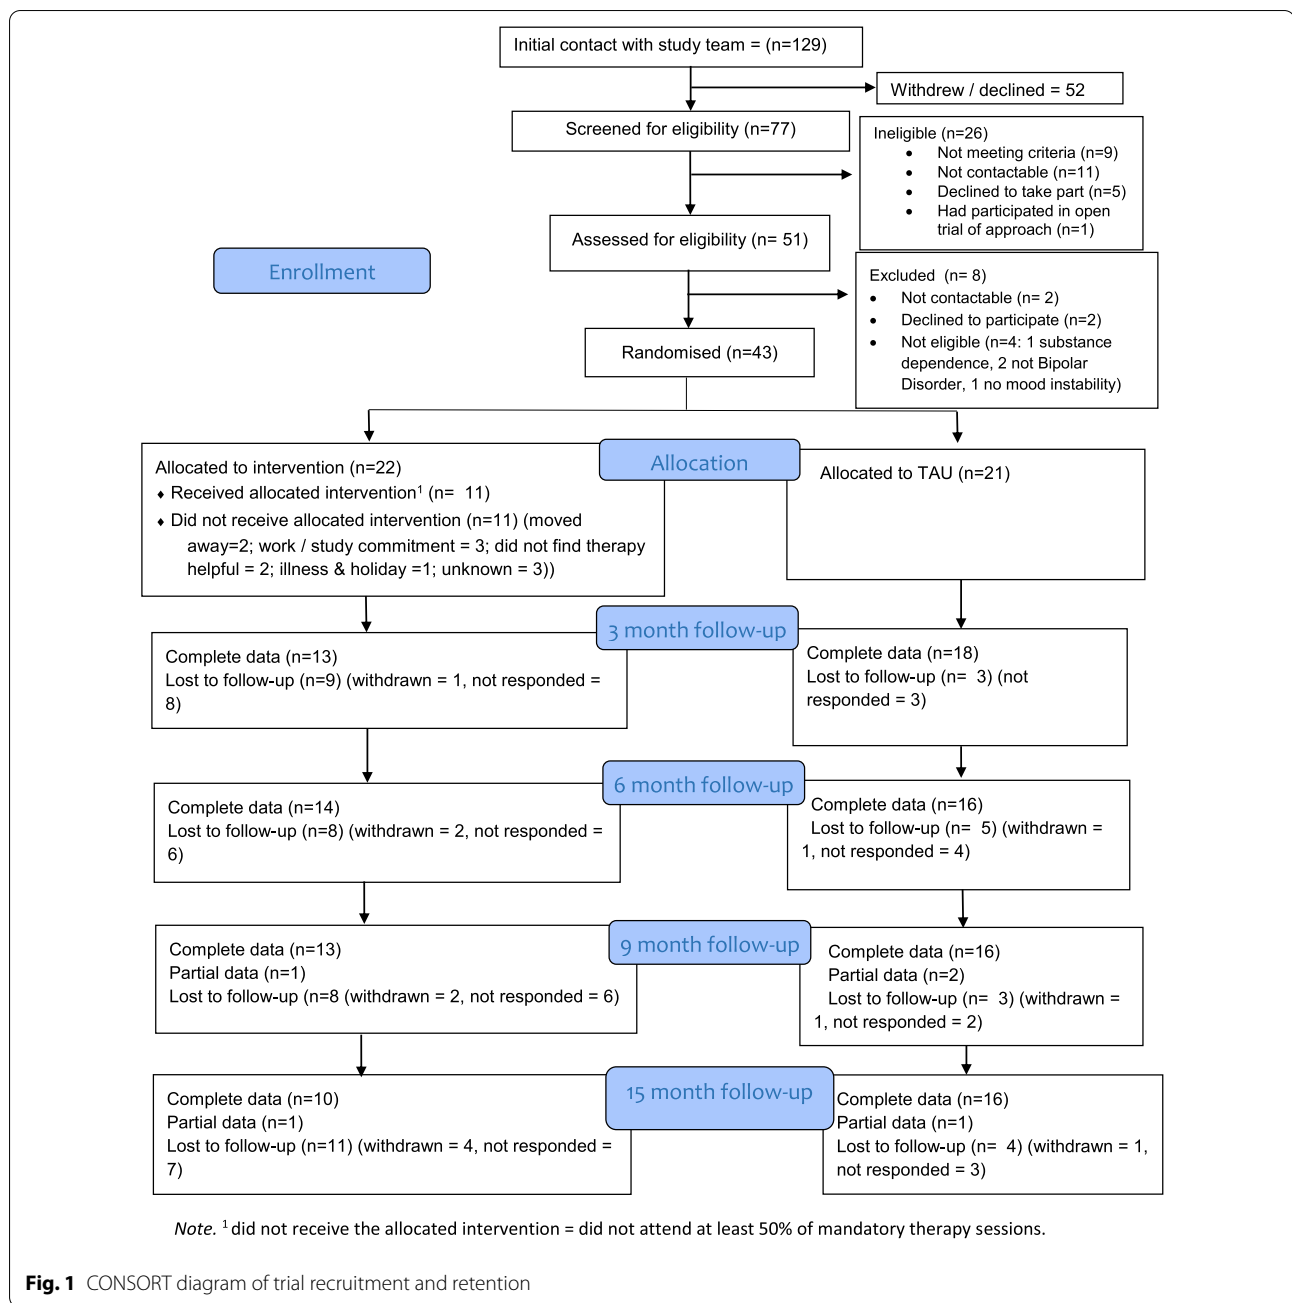 Initial contact with study team = (n=129)
Withdrew / declined = 52
Screened for eligibility (n=77)
Ineligible (n=26)
• Not meeting criteria (n=9)
• Not contactable (n=11)
• Declined to take part (n=5)
• Had participated in open
trial of approach (n=1)
Assessed for eligibility (n= 51)
Enrollment
Excluded (n= 8)
• Not contactable (n= 2)
• Declined to participate (n=2)
• Not eligible (n=4: 1 substance
dependence, 2 not Bipolar
Disorder, 1 no mood instability)
Randomised (n=43)
Allocation
Allocated to intervention (n=22)
♦ Received allocated intervention¹ (n= 11)
♦ Did not receive allocated intervention (n=11) (moved
away=2; work / study commitment = 3; did not find therapy
helpful = 2; illness & holiday =1; unknown = 3))
Allocated to TAU (n=21)
3 month follow-up
Complete data (n=13)
Lost to follow-up (n=9) (withdrawn = 1, not responded =
8)
Complete data (n=18)
Lost to follow-up (n= 3) (not
responded = 3)
6 month follow-up
Complete data (n=14)
Lost to follow-up (n=8) (withdrawn = 2, not responded =
6)
Complete data (n=16)
Lost to follow-up (n= 5) (withdrawn =
1, not responded = 4)
9 month follow-up
Complete data (n=13)
Partial data (n=1)
Lost to follow-up (n=8 (withdrawn = 2, not responded = 6)
Complete data (n=16)
Partial data (n=2)
Lost to follow-up (n= 3) (withdrawn =
1, not responded = 2)
15 month follow-up
Complete data (n=10)
Partial data (n=1)
Lost to follow-up (n=11) (withdrawn = 4, not responded =
7)
Complete data (n=16)
Partial data (n=1)
Lost to follow-up (n= 4) (withdrawn = 1,
not responded = 3)
Note. ¹ did not receive the allocated intervention = did not attend at least 50% of mandatory therapy sessions.
Fig. 1 CONSORT diagram of trial recruitment and retention